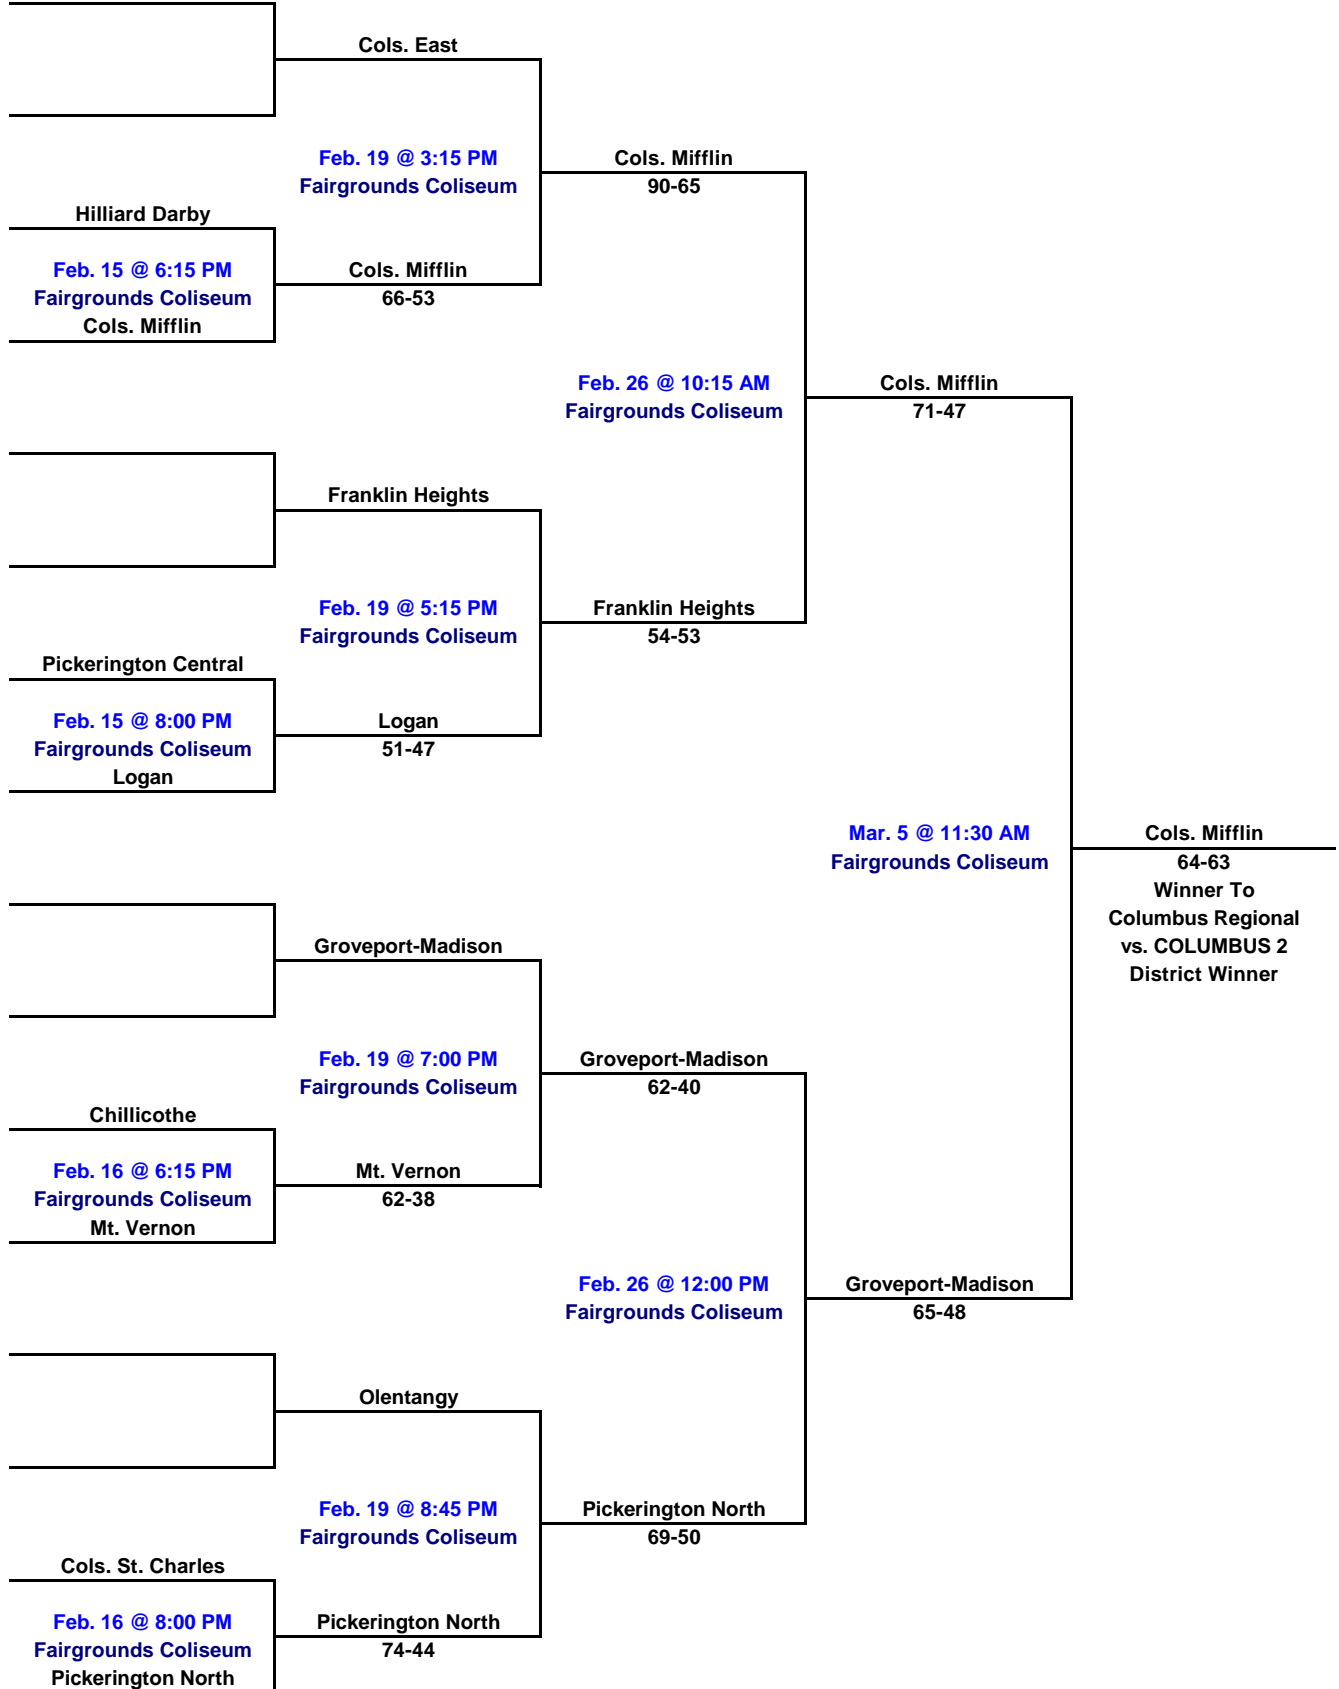 Cols. East
Feb. 19 @ 3:15 PM
Fairgrounds Coliseum
Cols. Mifflin
90-65
Hilliard Darby
Feb. 15 @ 6:15 PM
Fairgrounds Coliseum
Cols. Mifflin
Cols. Mifflin
66-53
Feb. 26 @ 10:15 AM
Fairgrounds Coliseum
Cols. Mifflin
71-47
Franklin Heights
Feb. 19 @ 5:15 PM
Fairgrounds Coliseum
Franklin Heights
54-53
Pickerington Central
Feb. 15 @ 8:00 PM
Fairgrounds Coliseum
Logan
Logan
51-47
Mar. 5 @ 11:30 AM
Fairgrounds Coliseum
Cols. Mifflin
64-63
Winner To
Columbus Regional
vs. COLUMBUS 2
District Winner
Groveport-Madison
Feb. 19 @ 7:00 PM
Fairgrounds Coliseum
Groveport-Madison
62-40
Chillicothe
Feb. 16 @ 6:15 PM
Fairgrounds Coliseum
Mt. Vernon
Mt. Vernon
62-38
Feb. 26 @ 12:00 PM
Fairgrounds Coliseum
Groveport-Madison
65-48
Olentangy
Feb. 19 @ 8:45 PM
Fairgrounds Coliseum
Pickerington North
69-50
Cols. St. Charles
Feb. 16 @ 8:00 PM
Fairgrounds Coliseum
Pickerington North
Pickerington North
74-44